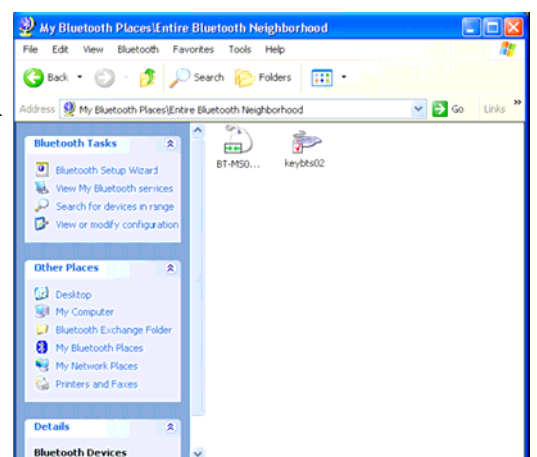 My Bluetooth Places\Entire Bluetooth Neighborhood
File Edit View Bluetooth Favorites Tools Help
Back Search Folders
Address My Bluetooth Places\Entire Bluetooth Neighborhood Go Links »
Bluetooth Tasks
Bluetooth Setup Wizard
View My Bluetooth services
Search for devices in range
View or modify configuration
BT-MS0... keybts02
Other Places
Desktop
My Computer
Bluetooth Exchange Folder
My Bluetooth Places
My Network Places
Printers and Faxes
Details
Bluetooth Devices